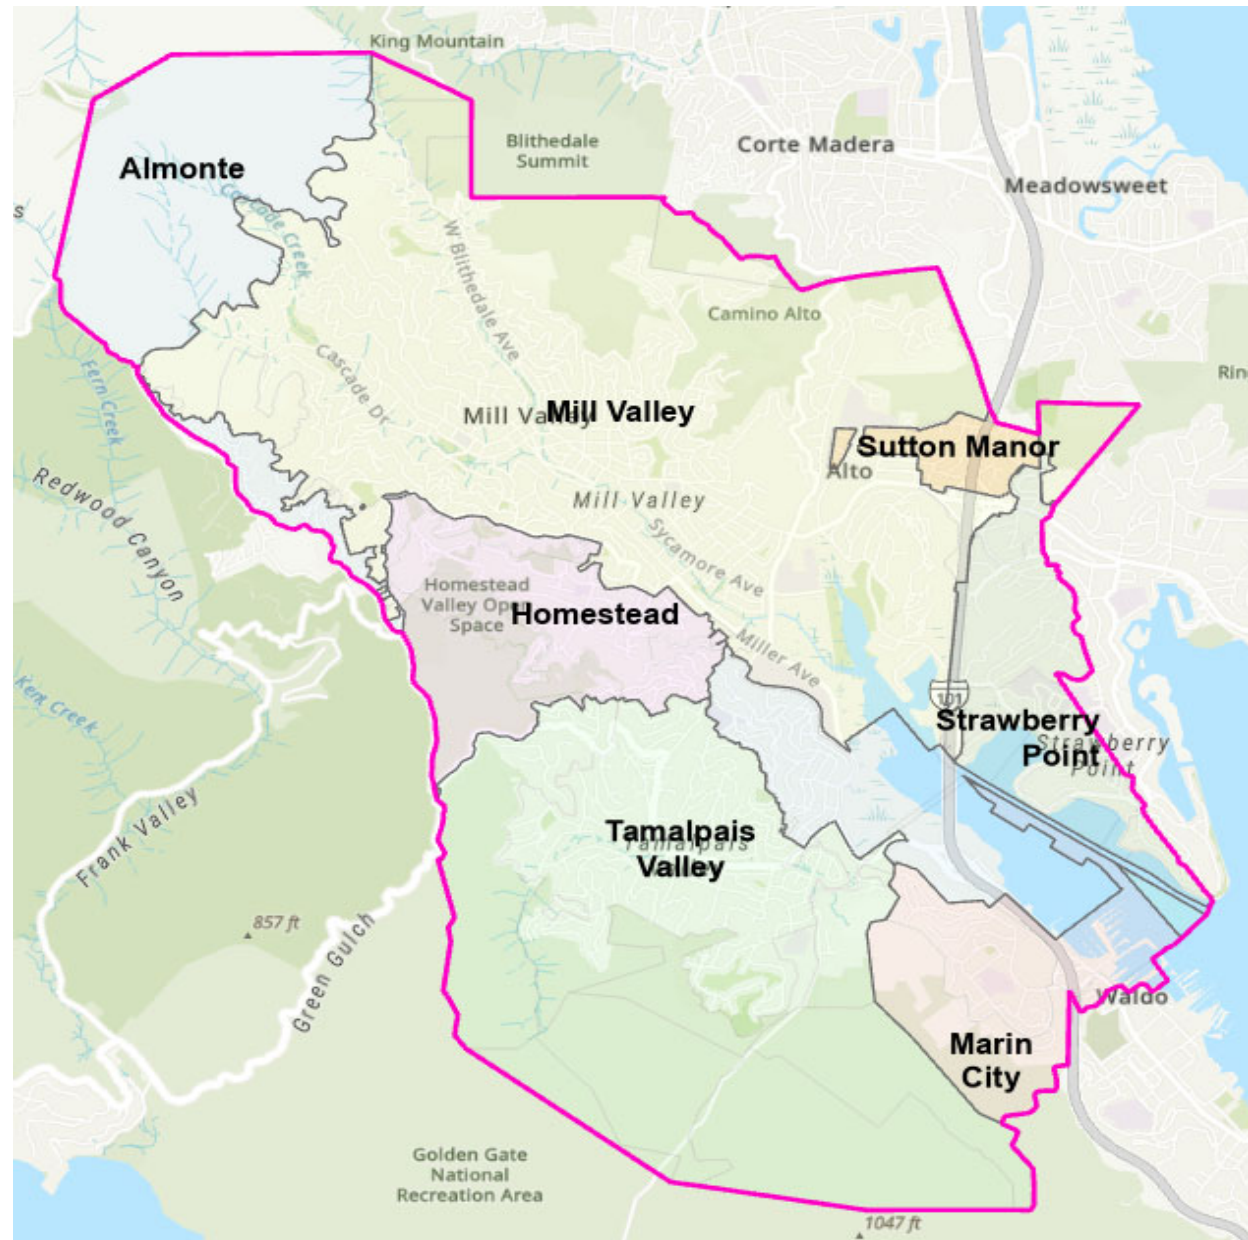 King Mountain
Blithedale
Summit
Corte Madera
Almonte
Meadowsweet
s
Cascade Creek
W Blithedale Ave
Camino Alto
Fern Creek
Cascade Dr
Rin
Mill Valley
Mill Valley
Sutton Manor
Alto
Redwood Canyon
Mill Valley
Sycamore Ave
Homestead
Valley Open
Space
Homestead
Miller Ave
Kent Creek
101
Strawberry
Point
Strawberry
Point
Frank Valley
Tamalpais
Valley
Tamalpais
857 ft
Green Gulch
Waldo
Marin
City
Golden Gate
National
Recreation Area
1047 ft